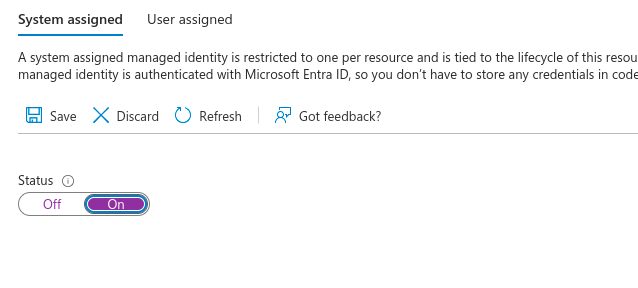 System assigned User assigned
A system assigned managed identity is restricted to one per resource and is tied to the lifecycle of this resou
managed identity is authenticated with Microsoft Entra ID, so you don't have to store any credentials in code
Save Discard Refresh Got feedback?
Status
Off On